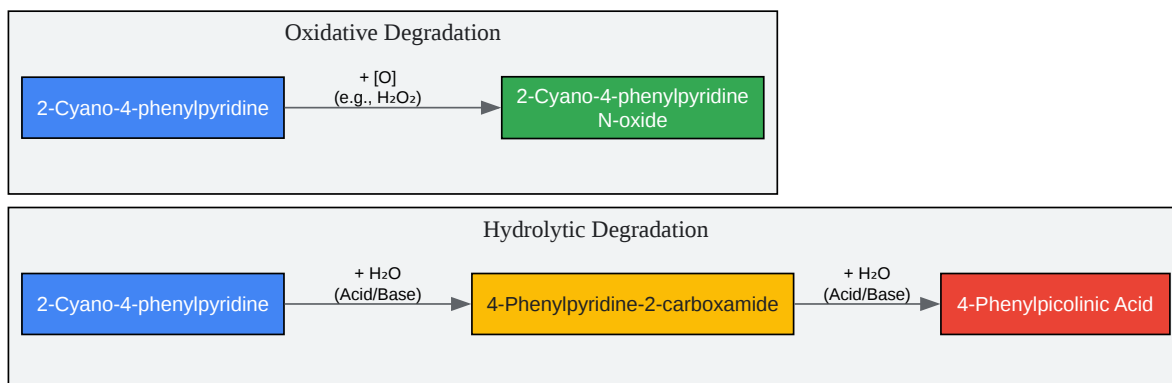 Oxidative Degradation
2-Cyano-4-phenylpyridine
+ [O]
(e.g., H₂O₂)
2-Cyano-4-phenylpyridine
N-oxide
Hydrolytic Degradation
2-Cyano-4-phenylpyridine
+ H₂O
(Acid/Base)
4-Phenylpyridine-2-carboxamide
+ H₂O
(Acid/Base)
4-Phenylpicolinic Acid